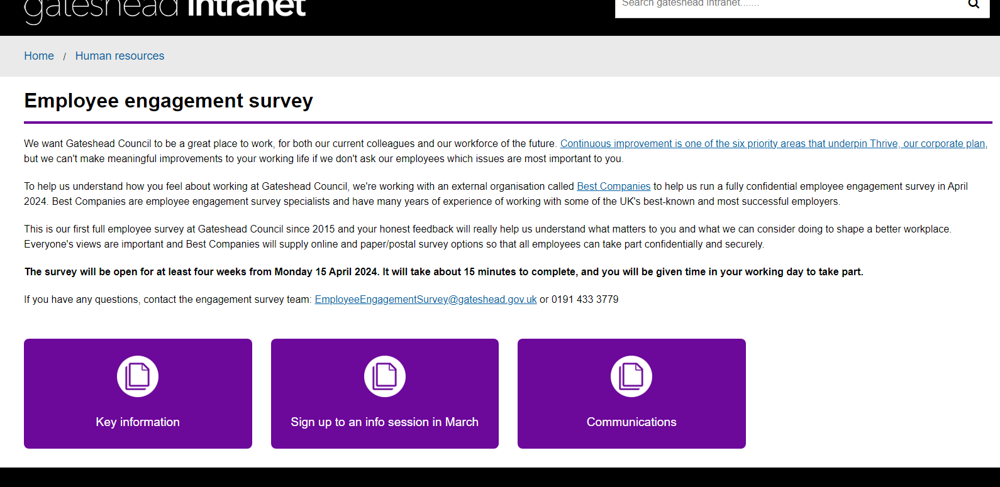 gateshead intranet
Search gateshead intranet.......
Home / Human resources
Employee engagement survey
We want Gateshead Council to be a great place to work, for both our current colleagues and our workforce of the future. Continuous improvement is one of the six priority areas that underpin Thrive, our corporate plan,
but we can't make meaningful improvements to your working life if we don't ask our employees which issues are most important to you.
To help us understand how you feel about working at Gateshead Council, we're working with an external organisation called Best Companies to help us run a fully confidential employee engagement survey in April
2024. Best Companies are employee engagement survey specialists and have many years of experience of working with some of the UK's best-known and most successful employers.
This is our first full employee survey at Gateshead Council since 2015 and your honest feedback will really help us understand what matters to you and what we can consider doing to shape a better workplace.
Everyone's views are important and Best Companies will supply online and paper/postal survey options so that all employees can take part confidentially and securely.
The survey will be open for at least four weeks from Monday 15 April 2024. It will take about 15 minutes to complete, and you will be given time in your working day to take part.
If you have any questions, contact the engagement survey team: EmployeeEngagementSurvey@gateshead.gov.uk or 0191 433 3779
Key information
Sign up to an info session in March
Communications